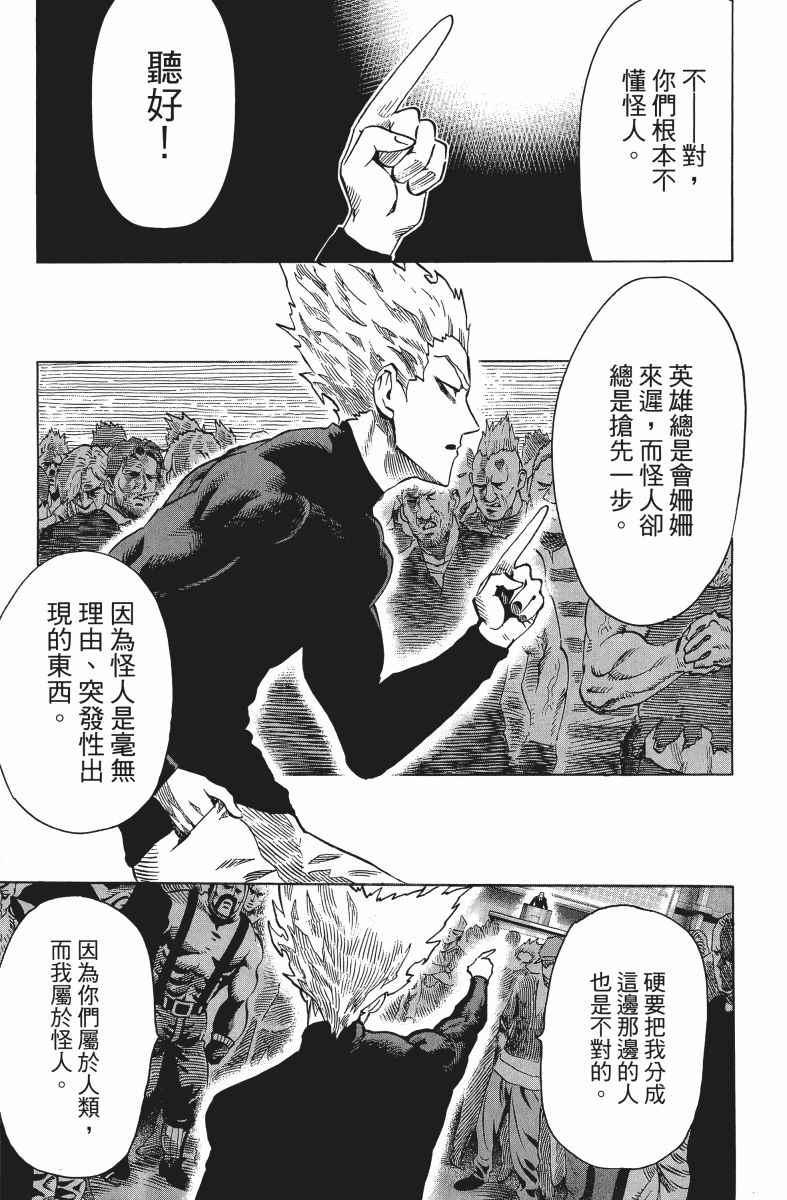 不──對，
你們根本不
懂怪人。
聽好！
英雄總是會姍姍
來遲，而怪人卻
總是搶先一步。
因為怪人是毫無
理由、突發性出
現的東西。
硬要把我分成
這邊那邊的人
也是不對的。
因為你們屬於人類，
而我屬於怪人。